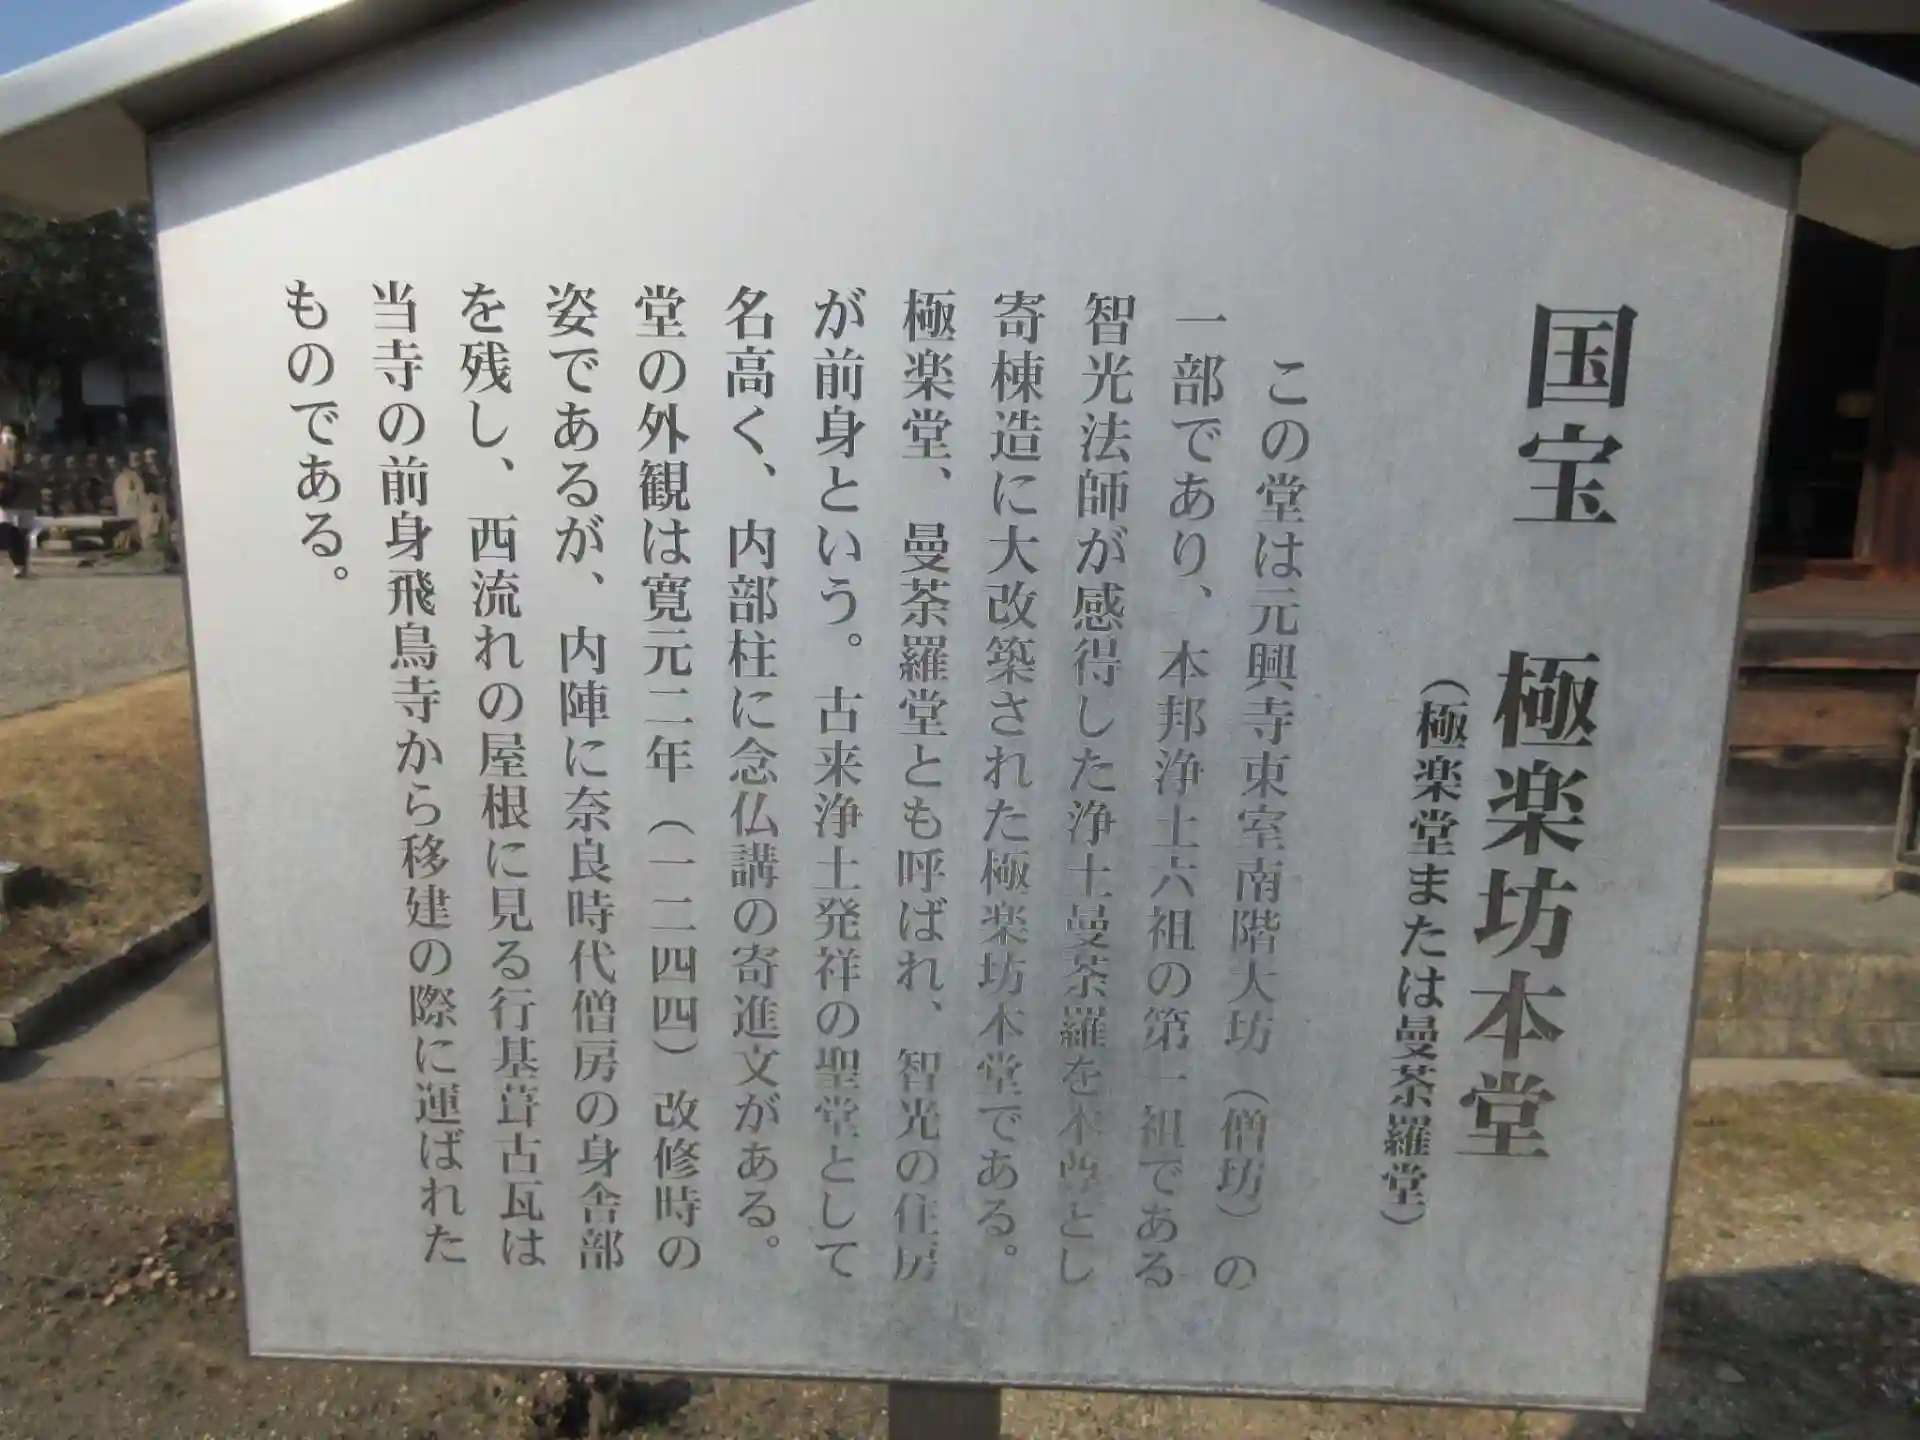 国宝 極楽坊本堂
（極楽堂または曼荼羅堂）
この堂は元興寺東室南階大坊（僧坊）の
一部であり、本邦浄土六祖の第一祖である
智光法師が感得した浄土曼荼羅を本尊とし
寄棟造に大改築された極楽坊本堂である。
極楽堂、曼荼羅堂とも呼ばれ、智光の住房
が前身という。古来浄土発祥の聖堂として
名高く、内部柱に念仏講の寄進文がある。
堂の外観は寛元二年（一二四四）改修時の
姿であるが、内陣に奈良時代僧房の身舎部
を残し、西流れの屋根に見る行基葺古瓦は
当寺の前身飛鳥寺から移建の際に運ばれた
ものである。